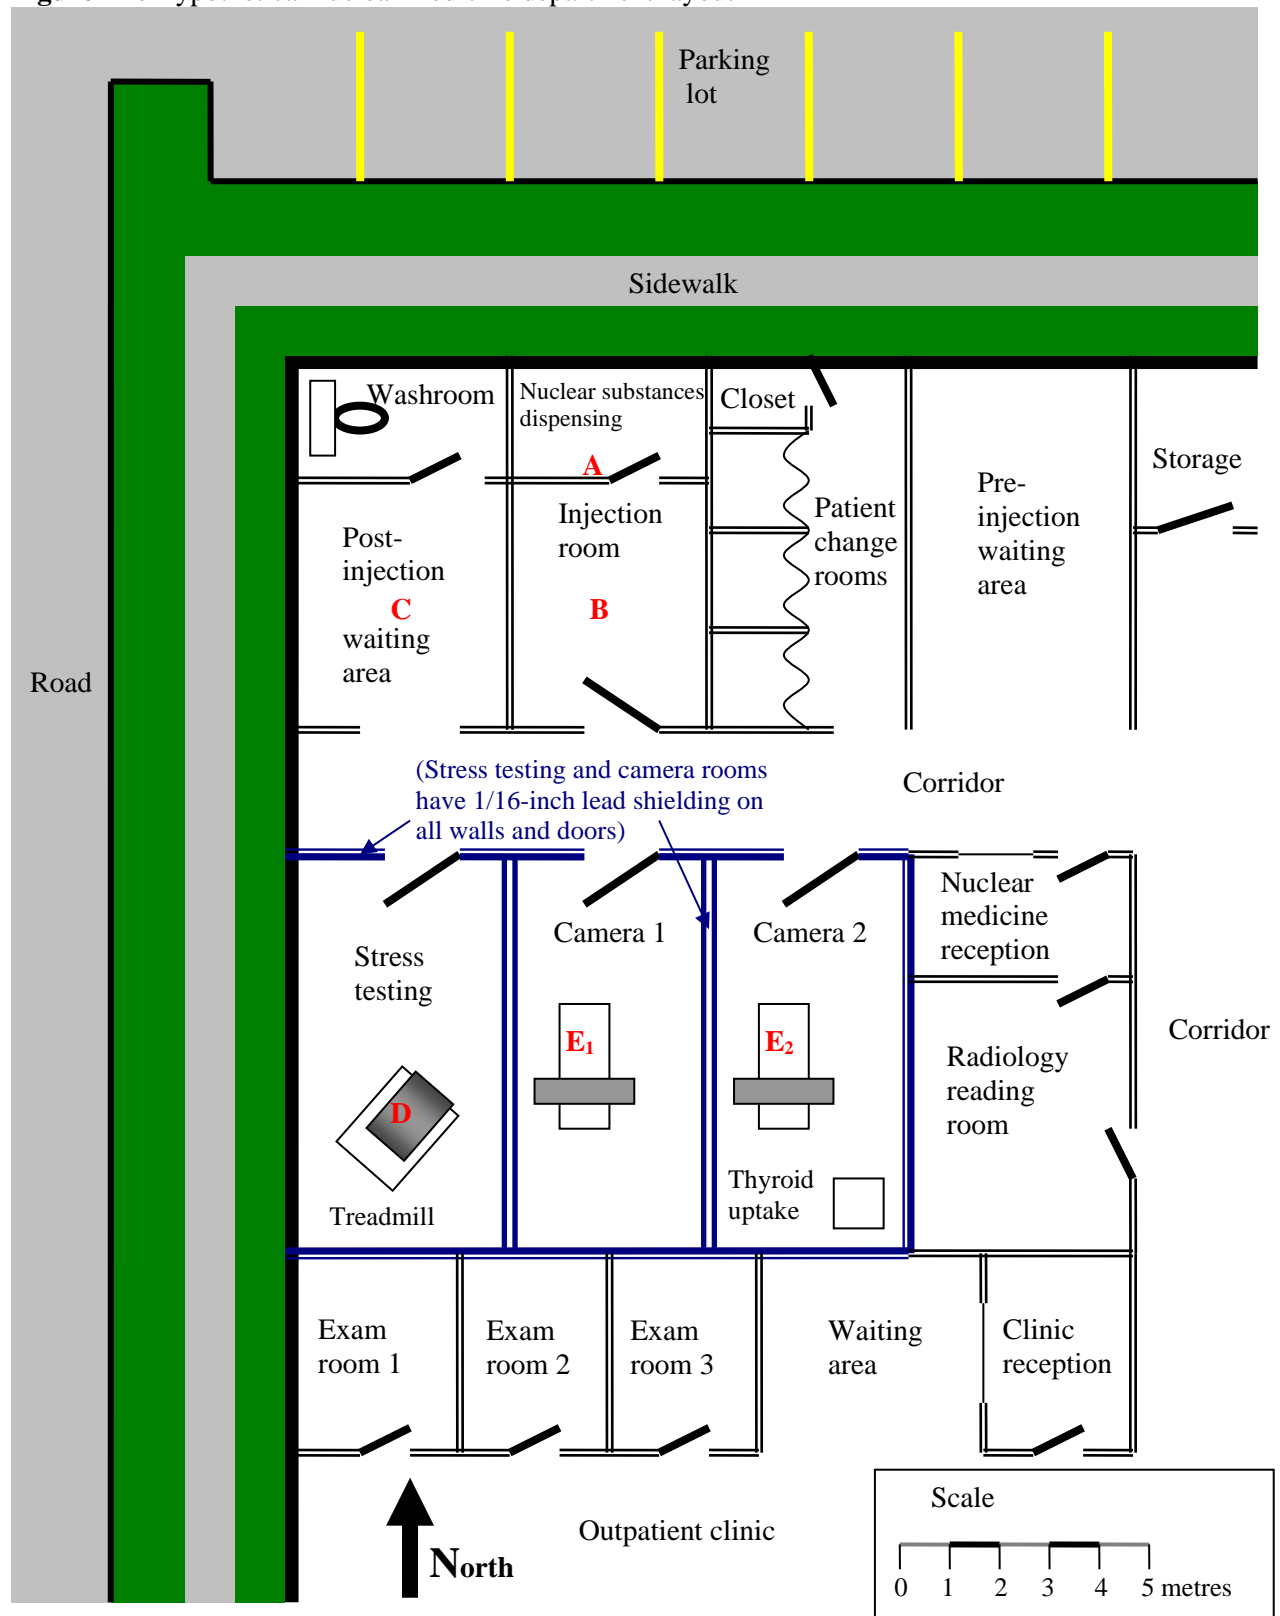 Parking
lot
Sidewalk
Washroom
Nuclear substances
dispensing
A
Closet
Storage
Injection
room
B
Patient
change
rooms
Pre-
injection
waiting
area
Post-
injection
C
waiting
area
Road
(Stress testing and camera rooms
have 1/16-inch lead shielding on
all walls and doors)
Corridor
Nuclear
medicine
reception
Camera 1
Camera 2
Stress
testing
E₁
E₂
Corridor
Radiology
reading
room
D
Treadmill
Thyroid
uptake
Exam
room 1
Exam
room 2
Exam
room 3
Waiting
area
Clinic
reception
North
Outpatient clinic
Scale
0 1 2 3 4 5 metres